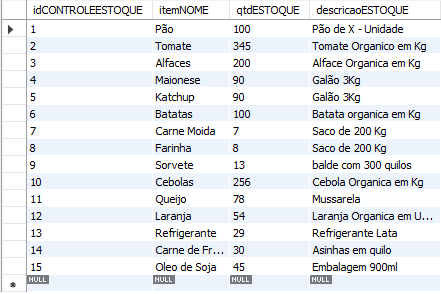 idCONTROLEESTOQUE itemNOME qtdESTOQUE descricaoESTOQUE
1 Pão 100 Pão de X - Unidade
2 Tomate 345 Tomate Organico em Kg
3 Alfaces 200 Alface Organica em Kg
4 Maionese 90 Galão 3Kg
5 Katchup 90 Galão 3Kg
6 Batatas 100 Batata organica em Kg
7 Carne Moida 7 Saco de 200 Kg
8 Farinha 8 Saco de 200 Kg
9 Sorvete 13 balde com 300 quilos
10 Cebolas 256 Cebola Organica em Kg
11 Queijo 78 Mussarela
12 Laranja 54 Laranja Organica em U...
13 Refrigerante 29 Refrigerante Lata
14 Carne de Fr... 30 Asinhas em quilo
15 Oleo de Soja 45 Embalagem 900ml
NULL NULL NULL NULL